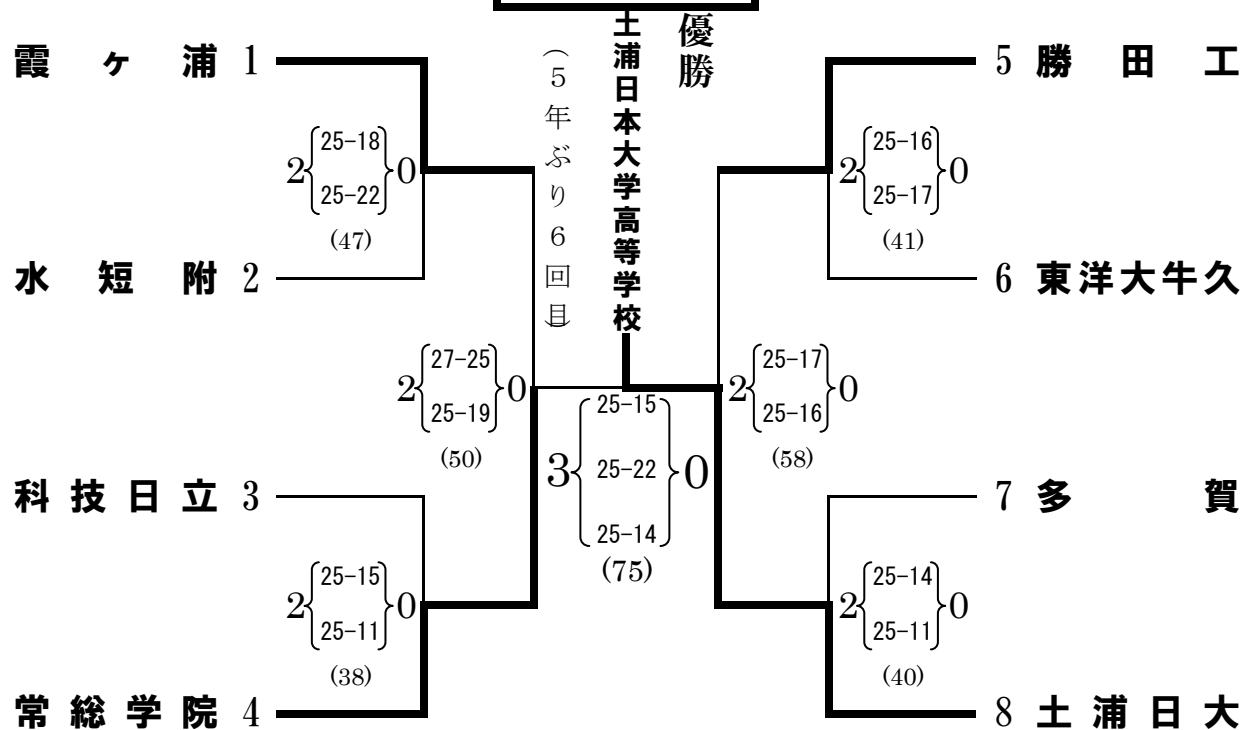 優勝
土浦日本大学高等学校
（５年ぶり６回目）
霞ヶ浦 1
2 25-18 0
25-22
(47)
水短附 2
2 27-25 0
25-19
(50)
科技日立 3
2 25-15 0
25-11
(38)
常総学院 4
25-15
3 25-22 0
25-14
(75)
5 勝田工
2 25-16 0
25-17
(41)
6 東洋大牛久
2 25-17 0
25-16
(58)
7 多賀
2 25-14 0
25-11
(40)
8 土浦日大